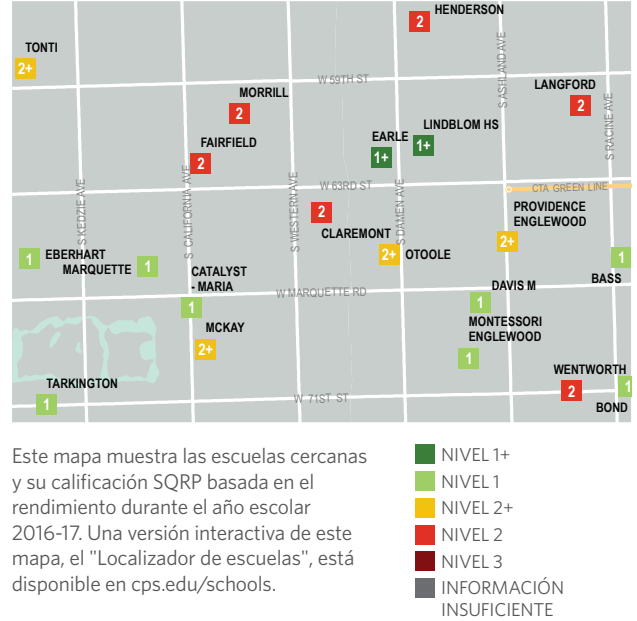 HENDERSON
2
TONTI
2+
W 59TH ST
S ASHLAND AVE
LANGFORD
2
S RACINE AVE
MORRILL
2
LINDBLOM HS
1+
EARLE
1+
FAIRFIELD
2
W 63RD ST
CTA GREEN LINE
S KEDZIE AVE
S CALIFORNIA AVE
S WESTERN AVE
S DAMEN AVE
2
CLAREMONT
PROVIDENCE
ENGLEWOOD
2+
2+
OTOOLE
1
EBERHART
MARQUETTE
1
CATALYST
- MARIA
1
1
BASS
W MARQUETTE RD
DAVIS M
1
MCKAY
2+
MONTESSORI
ENGLEWOOD
1
WENTWORTH
2
1
BOND
TARKINGTON
1
W 71ST ST
Este mapa muestra las escuelas cercanas
y su calificación SQRP basada en el
rendimiento durante el año escolar
2016-17. Una versión interactiva de este
mapa, el "Localizador de escuelas", está
disponible en cps.edu/schools.
NIVEL 1+
NIVEL 1
NIVEL 2+
NIVEL 2
NIVEL 3
INFORMACIÓN
INSUFICIENTE